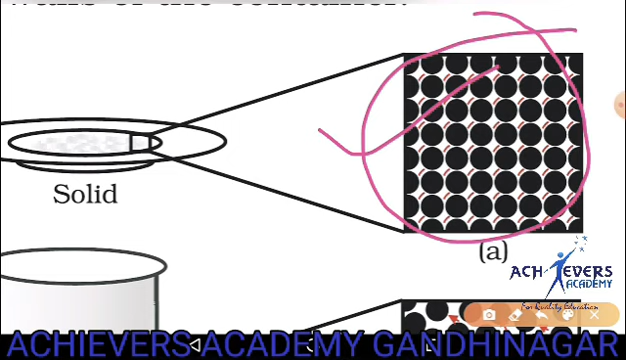 Solid
(a)
ACHIEVERS
ACADEMY
For Quality Education
ACHIEVERS ACADEMY GANDHINAGAR